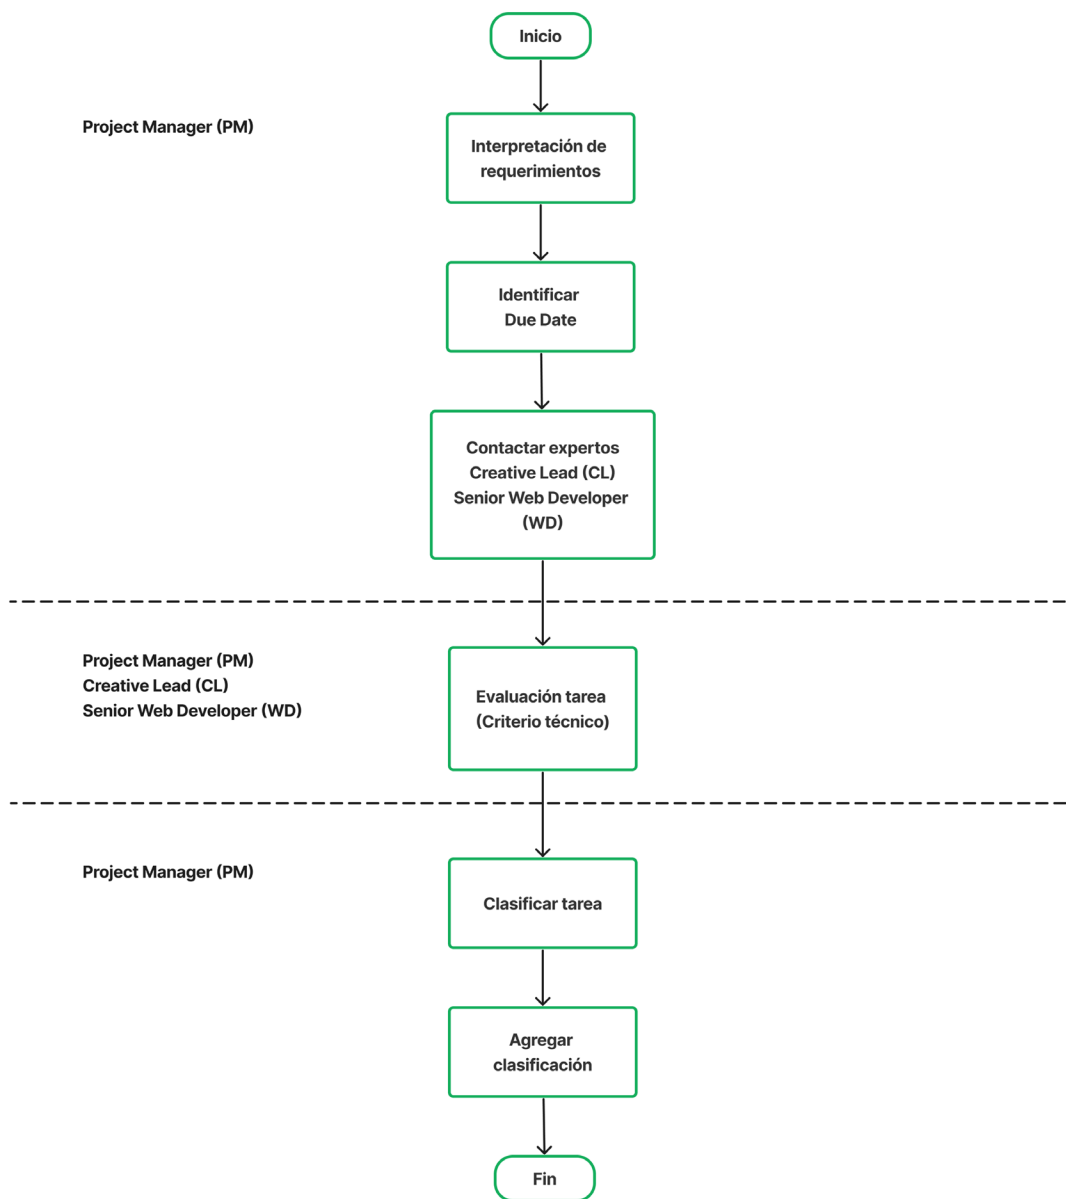 Inicio
Project Manager (PM)
Interpretación de
requerimientos
Identificar
Due Date
Contactar expertos
Creative Lead (CL)
Senior Web Developer
(WD)
Project Manager (PM)
Creative Lead (CL)
Senior Web Developer (WD)
Evaluación tarea
(Criterio técnico)
Project Manager (PM)
Clasificar tarea
Agregar
clasificación
Fin